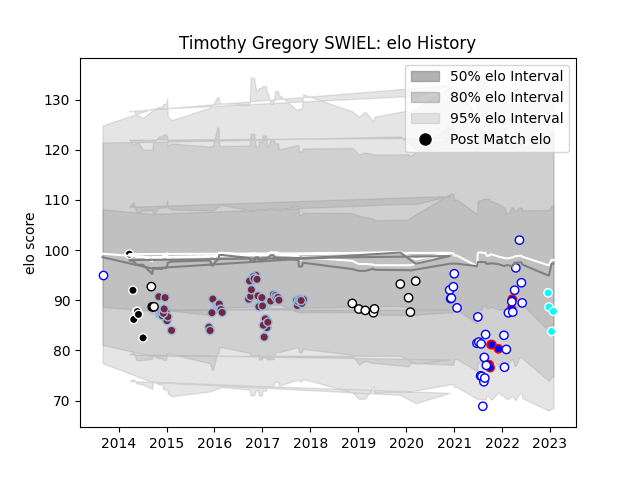 Timothy Gregory SWIEL: elo History
50% elo Interval
80% elo Interval
95% elo Interval
Post Match elo
elo score
130
120
110
100
90
80
70
2014 2015 2016 2017 2018 2019 2020 2021 2022 2023